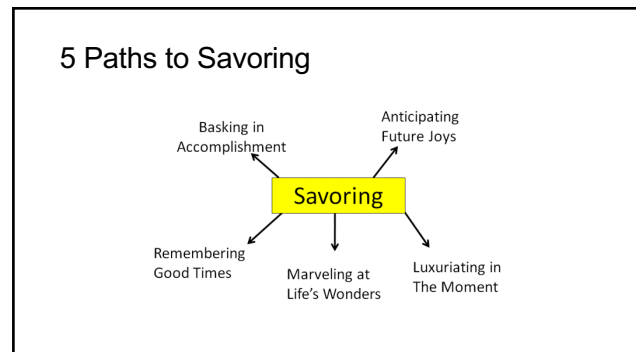 5 Paths to Savoring
Basking in
Accomplishment
Anticipating
Future Joys
Savoring
Remembering
Good Times
Marveling at
Life's Wonders
Luxuriating in
The Moment